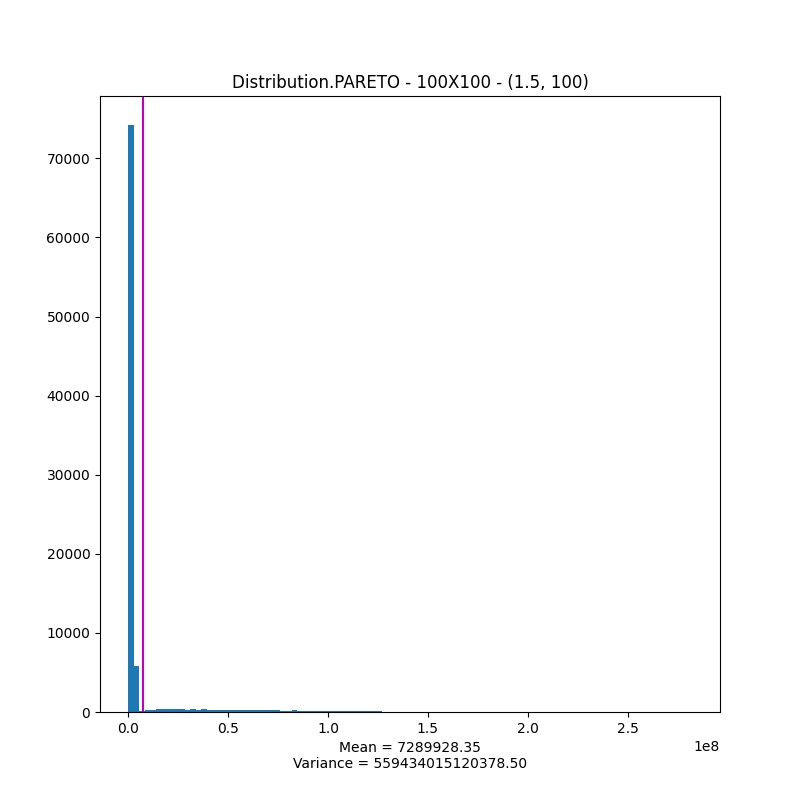 Distribution.PARETO - 100X100 - (1.5, 100)
70000
60000
50000
40000
30000
20000
10000
0
0.0 0.5 1.0 1.5 2.0 2.5
1e8
Mean = 7289928.35
Variance = 559434015120378.50